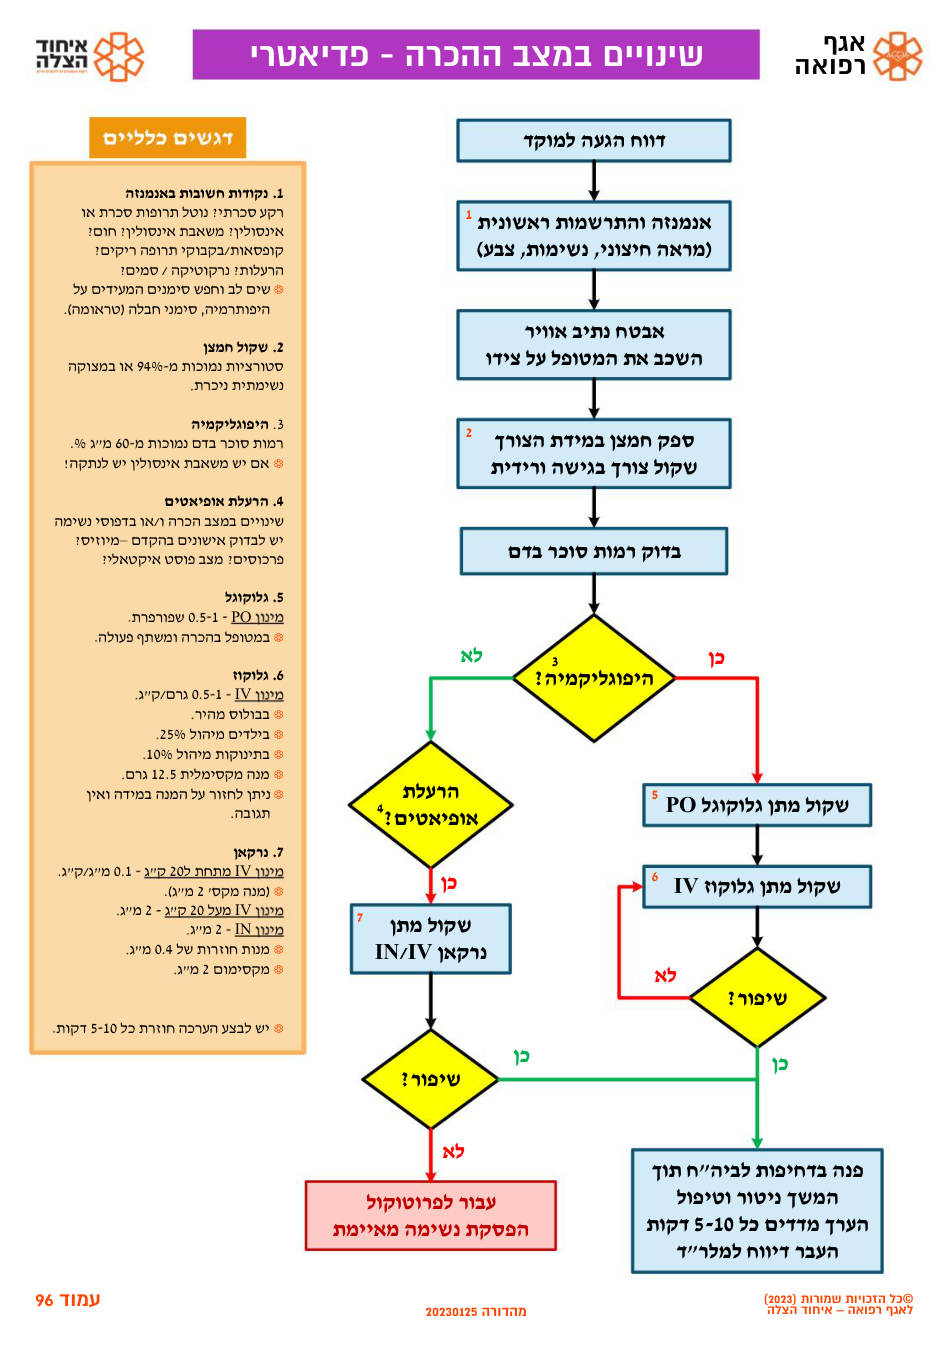 איחוד
הצלה
שינויים במצב ההכרה - פדיאטרי
אגף
רפואה
דגשים כלליים
1. נקודות חשובות באנמנזה
רקע סכרתי? נוטל תרופות סכרת או
אינסולין? משאבת אינסולין? חום?
קופסאות/בקבוקי תרופה ריקים?
הרעלות? נרקוטיקה / סמים?
שים לב וחפש סימנים המעידים על
היפותרמיה, סימני חבלה (טראומה).
2. שקול חמצן
סטורציות נמוכות מ-94% או במצוקה
נשימתית ניכרת.
3. היפוגליקמיה
רמות סוכר בדם נמוכות מ-60 מ״ג %.
אם יש משאבת אינסולין יש לנתקה!
4. הרעלת אופיאטים
שינויים במצב הכרה ו/או בדפוסי נשימה
יש לבדוק אישונים בהקדם –מיוזיס?
פרכוסים? מצב פוסט איקטאלי?
5. גלוקוגל
מינון PO - 0.5-1 שפורפרת.
במטופל בהכרה ומשתף פעולה.
6. גלוקוז
מינון IV - 0.5-1 גרם/ק״ג.
בבולוס מהיר.
בילדים מיהול 25%.
בתינוקות מיהול 10%.
מנה מקסימלית 12.5 גרם.
ניתן לחזור על המנה במידה ואין
תגובה.
7. נרקאן
מינון IV מתחת ל20 ק״ג - 0.1 מ״ג/ק״ג.
(מנה מקס׳ 2 מ״ג).
מינון IV מעל 20 ק״ג - 2 מ״ג.
מינון IN - 2 מ״ג.
מנות חוזרות של 0.4 מ״ג.
מקסימום 2 מ״ג.
יש לבצע הערכה חוזרת כל 5-10 דקות.
דווח הגעה למוקד
אנמנזה והתרשמות ראשונית 1
(מראה חיצוני, נשימות, צבע)
אבטח נתיב אוויר
השכב את המטופל על צידו
ספק חמצן במידת הצורך 2
שקול צורך בגישה ורידית
בדוק רמות סוכר בדם
היפוגליקמיה? 3
כן
לא
שקול מתן גלוקוגל PO 5
שקול מתן גלוקוז IV 6
שיפור?
לא
כן
הרעלת
אופיאטים? 4
כן
שקול מתן 7
נרקאן IN/IV
שיפור?
כן
לא
עבור לפרוטוקול
הפסקת נשימה מאיימת
פנה בדחיפות לביה״ח תוך
המשך ניטור וטיפול
הערך מדדים כל 5-10 דקות
העבר דיווח למלר״ד
©כל הזכויות שמורות (2023)
לאגף רפואה – איחוד הצלה
מהדורה 20230125
עמוד 96